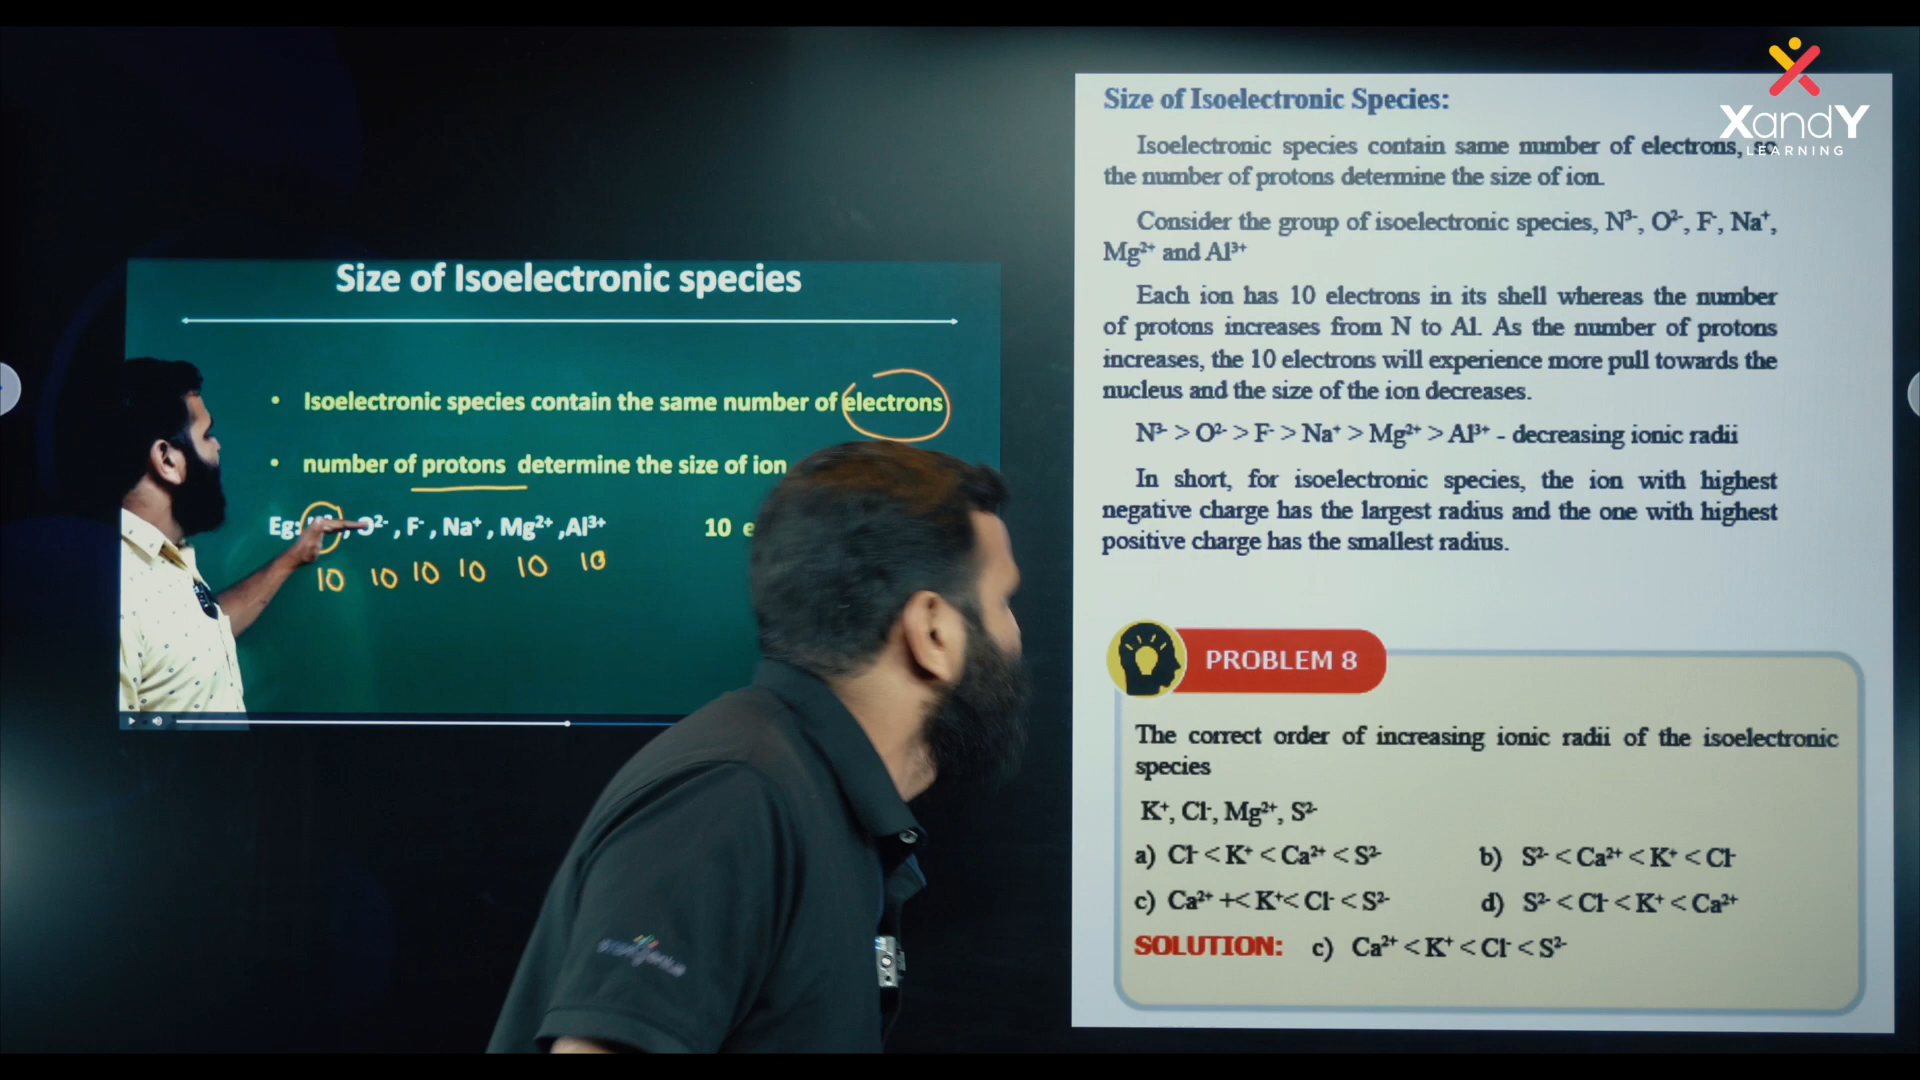 XandY
LEARNING
Size of Isoelectronic species
• Isoelectronic species contain the same number of electrons
• number of protons determine the size of ion
Eg: O²⁻ , F⁻ , Na⁺ , Mg²⁺ ,Al³⁺ 10
10 10 10 10 10 10
Size of Isoelectronic Species:
Isoelectronic species contain same number of electrons, so
the number of protons determine the size of ion.
Consider the group of isoelectronic species, N³⁻, O²⁻, F⁻, Na⁺,
Mg²⁺ and Al³⁺
Each ion has 10 electrons in its shell whereas the number
of protons increases from N to Al. As the number of protons
increases, the 10 electrons will experience more pull towards the
nucleus and the size of the ion decreases.
N³⁻ > O²⁻ > F⁻ > Na⁺ > Mg²⁺ > Al³⁺ - decreasing ionic radii
In short, for isoelectronic species, the ion with highest
negative charge has the largest radius and the one with highest
positive charge has the smallest radius.
PROBLEM 8
The correct order of increasing ionic radii of the isoelectronic
species
K⁺, Cl⁻, Mg²⁺, S²⁻
a) Cl⁻ < K⁺ < Ca²⁺ < S²⁻ b) S²⁻ < Ca²⁺ < K⁺ < Cl⁻
c) Ca²⁺ +< K⁺< Cl⁻ < S²⁻ d) S²⁻ < Cl⁻ < K⁺ < Ca²⁺
SOLUTION: c) Ca²⁺ < K⁺ < Cl⁻ < S²⁻